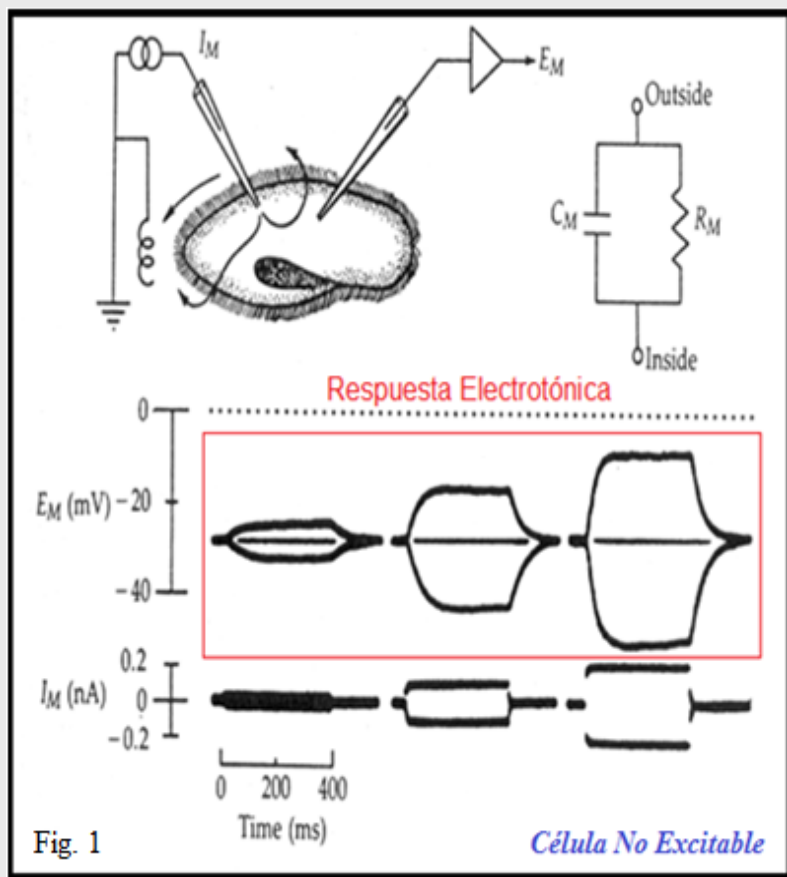 I_M
E_M
Outside
C_M
R_M
Inside
Respuesta Electrotónica
0
E_M (mV)
−20
−40
0.2
I_M (nA)
0
−0.2
0 200 400
Time (ms)
Fig. 1
Célula No Excitable